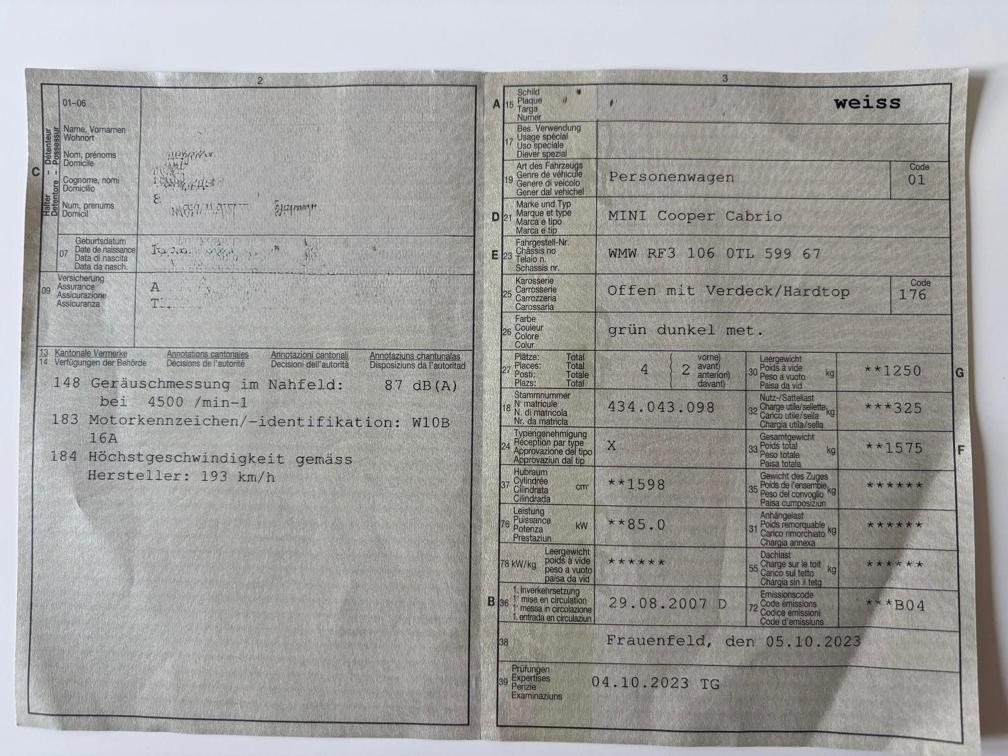 2
01-06
C
Halter - Détenteur
Detentore - Possessur
Name, Vornamen
Wohnort
Nom, prénoms
Domicile
Cognome, nomi
Domicilio
Num, prenums
Domicil
8
07
Geburtsdatum
Date de naissance
Data di nascita
Data da nasch.
09
Versicherung
Assurance
Assicurazione
Assicuranza
A
T
13
14
Kantonale Vermerke
Verfügungen der Behörde
Annotations cantonales
Décisions de l'autorité
Annotazioni cantonali
Decisioni dell'autorità
Annotaziuns chantunalas
Disposiziuns da l'autoritad
148 Geräuschmessung im Nahfeld: 87 dB(A)
bei 4500 /min-1
183 Motorkennzeichen/-identifikation: W10B
16A
184 Höchstgeschwindigkeit gemäss
Hersteller: 193 km/h
3
A
15
Schild
Plaque
Targa
Numer
weiss
17
Bes. Verwendung
Usage spécial
Uso speciale
Diever spezial
19
Art des Fahrzeugs
Genre de véhicule
Genere di veicolo
Gener dal vehichel
Personenwagen
Code
01
D
21
Marke und Typ
Marque et type
Marca e tipo
Marca e tip
MINI Cooper Cabrio
E
23
Fahrgestell-Nr.
Châssis no
Telaio n.
Schassis nr.
WMW RF3 106 0TL 599 67
25
Karosserie
Carrosserie
Carrozzeria
Carossaria
Offen mit Verdeck/Hardtop
Code
176
26
Farbe
Couleur
Colore
Colur
grün dunkel met.
27
Plätze: Total
Places: Total
Posti: Totale
Plazs: Total
4
( 2
vorne)
avant)
anteriori)
davant)
30
Leergewicht
Poids à vide
Peso a vuoto
Paisa da vid
kg
**1250
G
18
Stammnummer
N° matricule
N. di matricola
Nr. da matricla
434.043.098
32
Nutz-/Sattellast
Charge utile/sellette
Carico utile/sella
Chargia utila/sella
kg
***325
24
Typengenehmigung
Réception par type
Approvazione del tipo
Approvaziun dal tip
X
33
Gesamtgewicht
Poids total
Peso totale
Paisa totala
kg
**1575
F
37
Hubraum
Cylindrée
Cilindrata
Cilindrada
cm³
**1598
35
Gewicht des Zuges
Poids de l'ensemble
Peso del convoglio
Paisa cumposiziun
kg
******
76
Leistung
Puissance
Potenza
Prestaziun
kW
**85.0
31
Anhängelast
Poids remorquable
Carico rimorchiato
Chargia annexa
kg
******
78 kW/kg
Leergewicht
poids à vide
peso a vuoto
paisa da vid
******
55
Dachlast
Charge sur le toit
Carico sul tetto
Chargia sin il tetg
kg
******
B
36
1. Inverkehrsetzung
1re mise en circulation
1a messa in circolazione
1. entrada en circulaziun
29.08.2007 D
72
Emissionscode
Code émissions
Codice emissioni
Code d'emissiuns
***B04
38
Frauenfeld, den 05.10.2023
39
Prüfungen
Expertises
Perizie
Examinaziuns
04.10.2023 TG